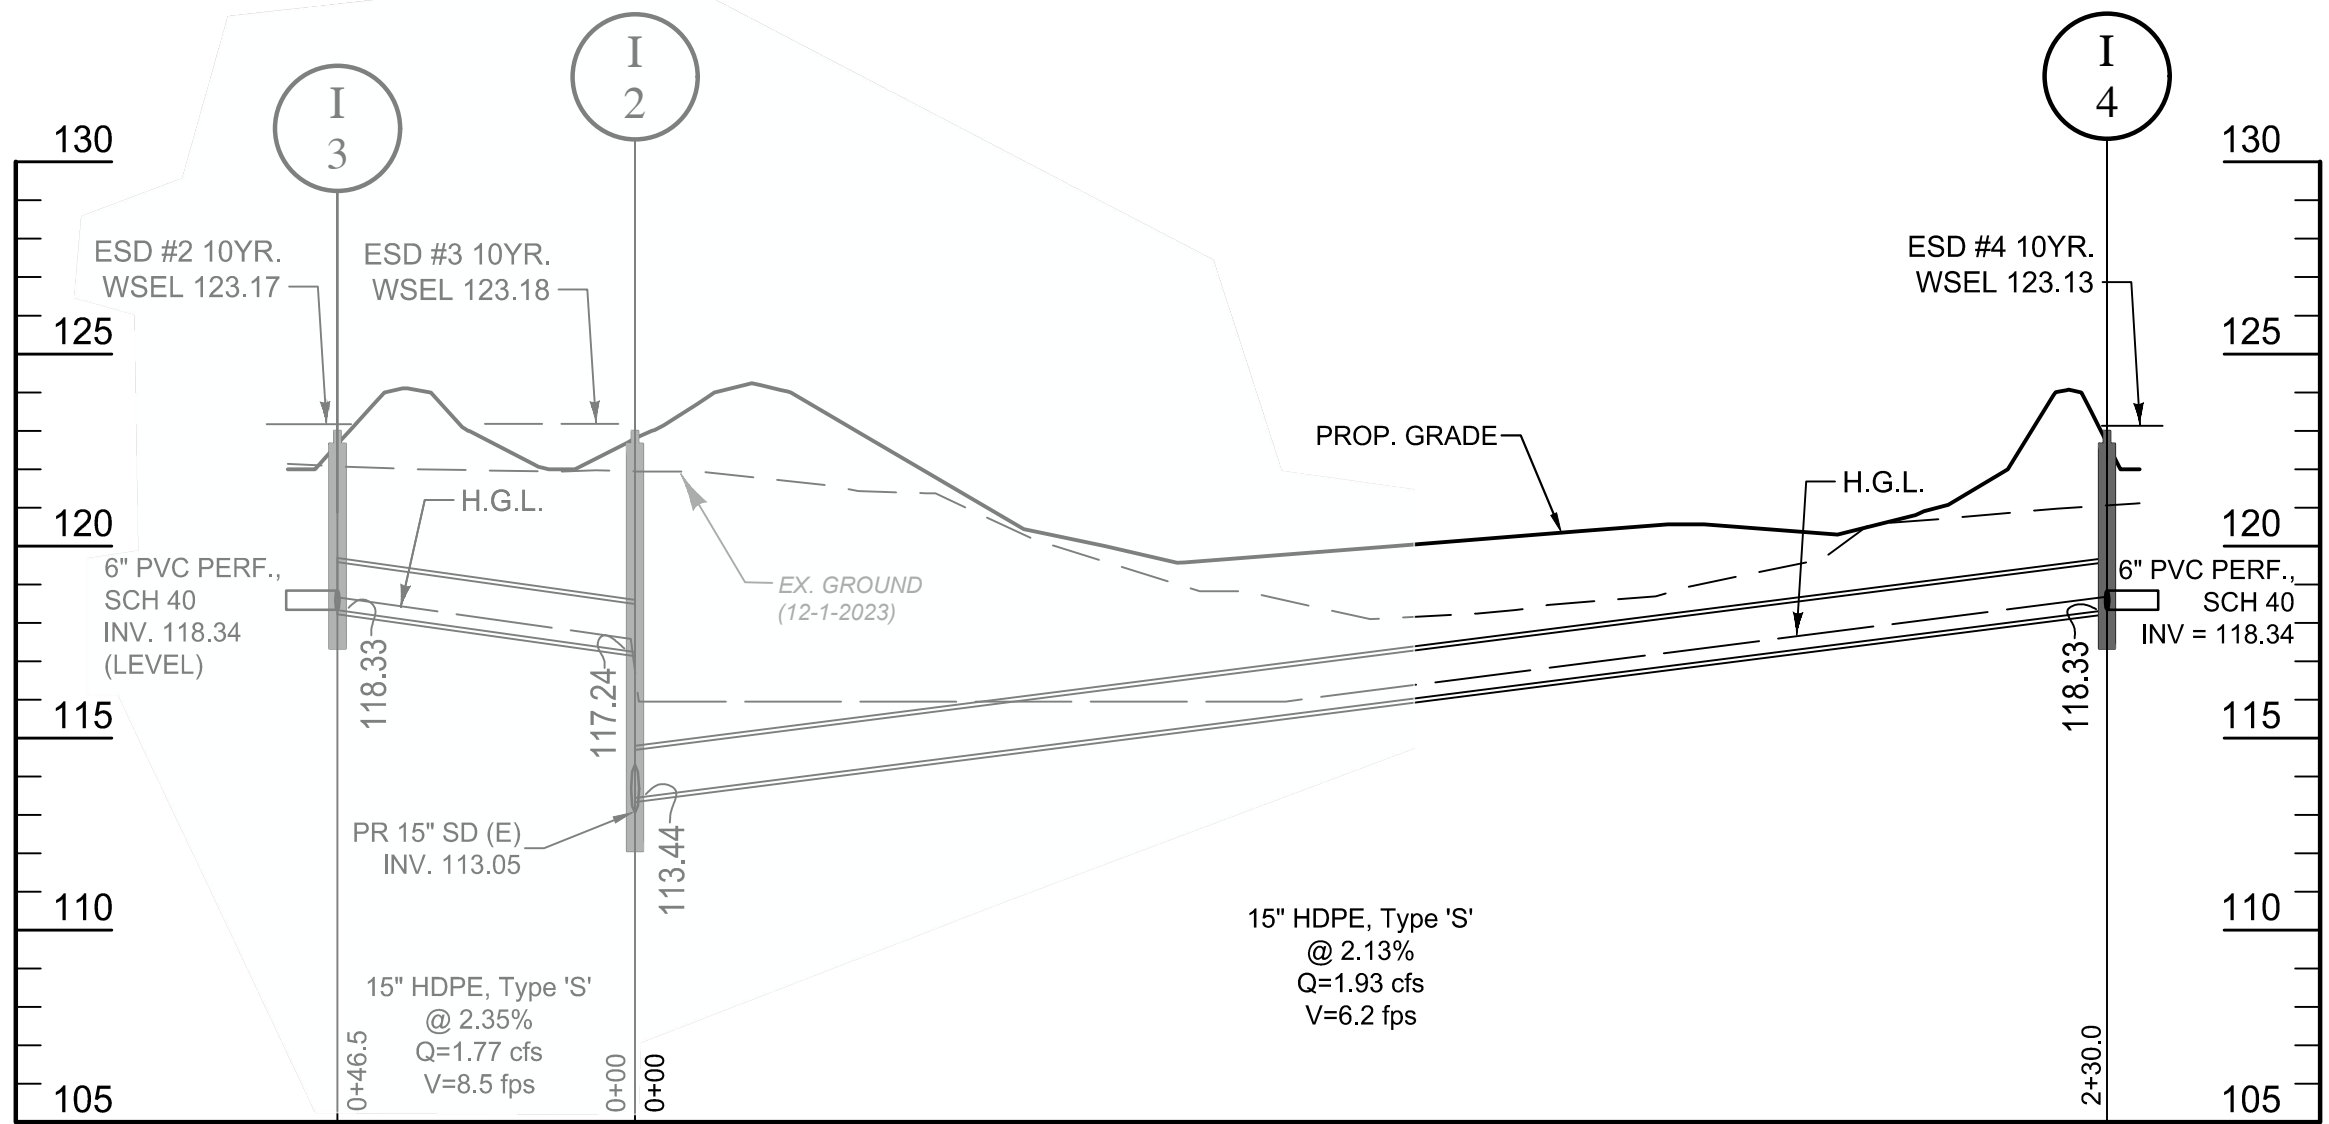 I
3
I
2
I
4
130
130
ESD #2 10YR.
WSEL 123.17
ESD #3 10YR.
WSEL 123.18
ESD #4 10YR.
WSEL 123.13
125
125
PROP. GRADE
H.G.L.
H.G.L.
120
120
6" PVC PERF.,
SCH 40
INV. 118.34
(LEVEL)
EX. GROUND
(12-1-2023)
6" PVC PERF.,
SCH 40
INV = 118.34
118.33
117.24
118.33
115
115
PR 15" SD (E)
INV. 113.05
113.44
110
110
15" HDPE, Type 'S'
@ 2.13%
Q=1.93 cfs
V=6.2 fps
15" HDPE, Type 'S'
@ 2.35%
Q=1.77 cfs
V=8.5 fps
0+46.5
0+00
0+00
2+30.0
105
105